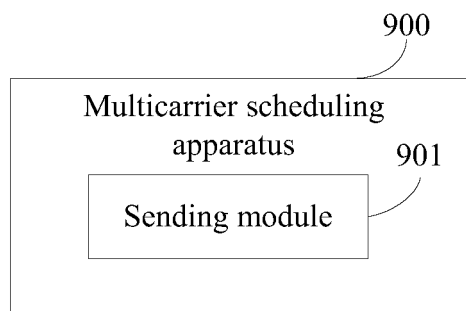 900
Multicarrier scheduling
apparatus
901
Sending module